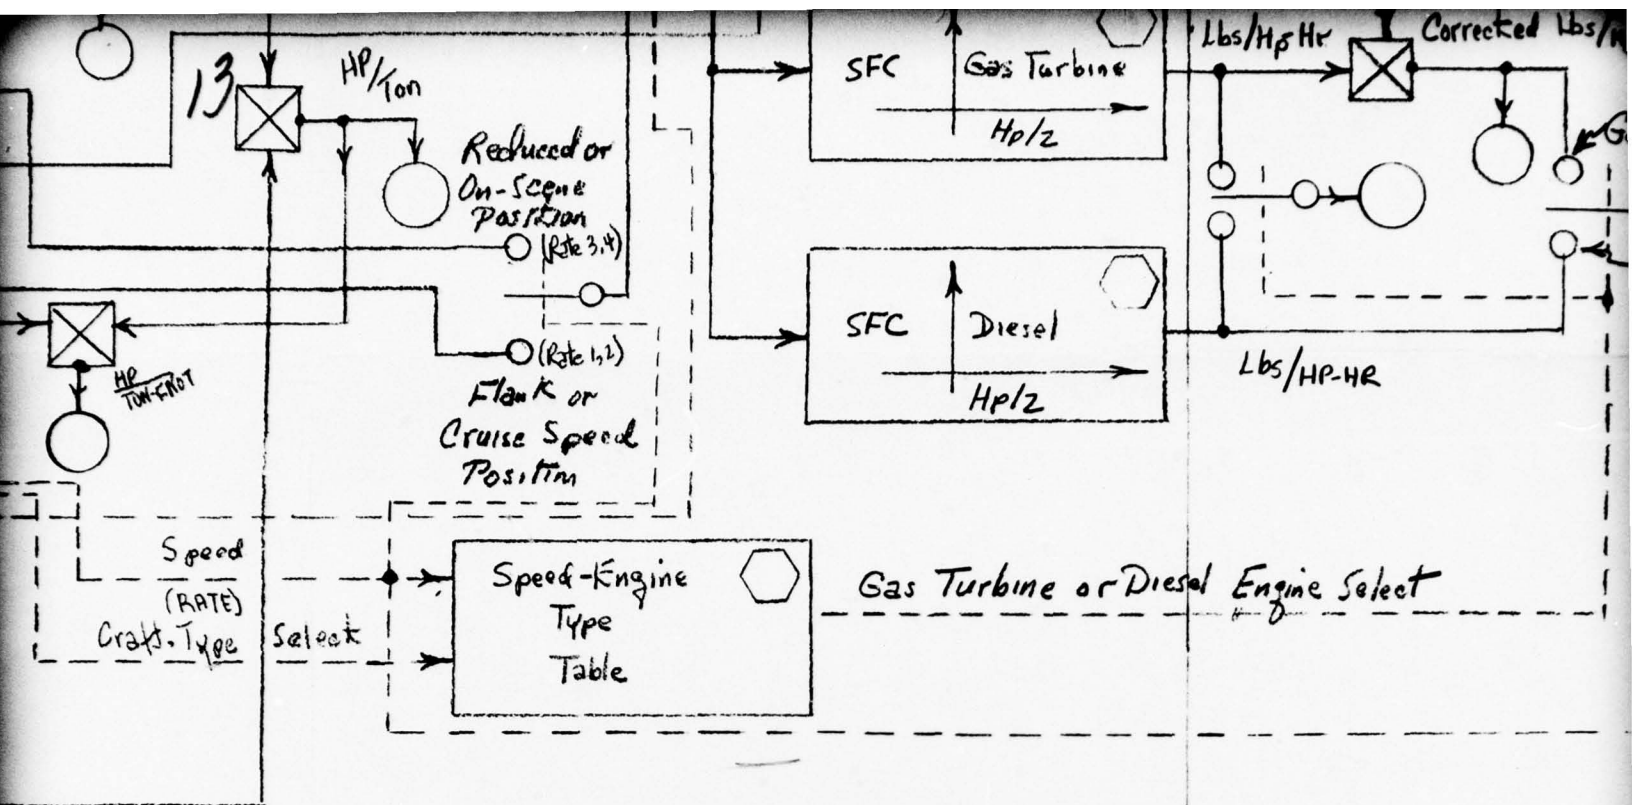 Lbs/Hp Hr
Corrected Lbs/
13
HP/Ton
SFC
Gas Turbine
Hp/2
Reduced or
On-Scene
Position
(Rate 3,4)
SFC
Diesel
Hp/2
Lbs/HP-HR
(Rate 1,2)
HP
TON-KNOT
Flank or
Cruise Speed
Position
Speed
(RATE)
Craft. Type Select
Speed-Engine
Type
Table
Gas Turbine or Diesel Engine Select